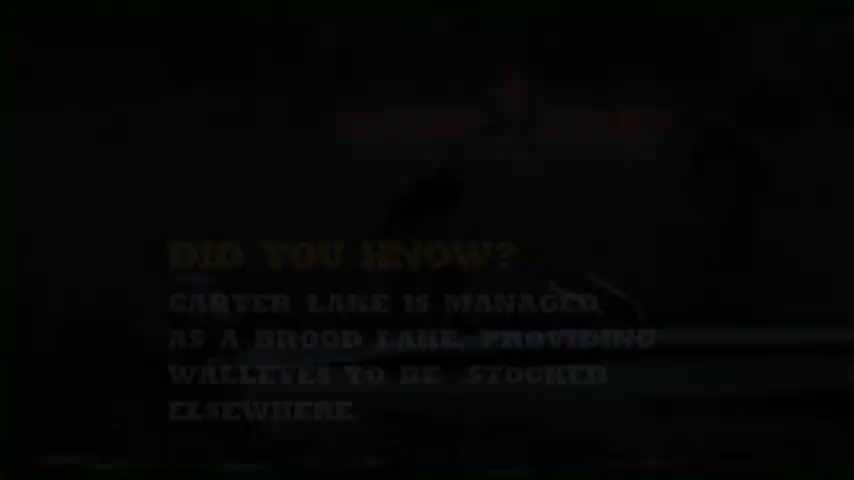 DID YOU KNOW?
CARTER LAKE IS MANAGED
AS A BROOD LAKE, PROVIDING
WALLEYES TO BE STOCKED
ELSEWHERE.